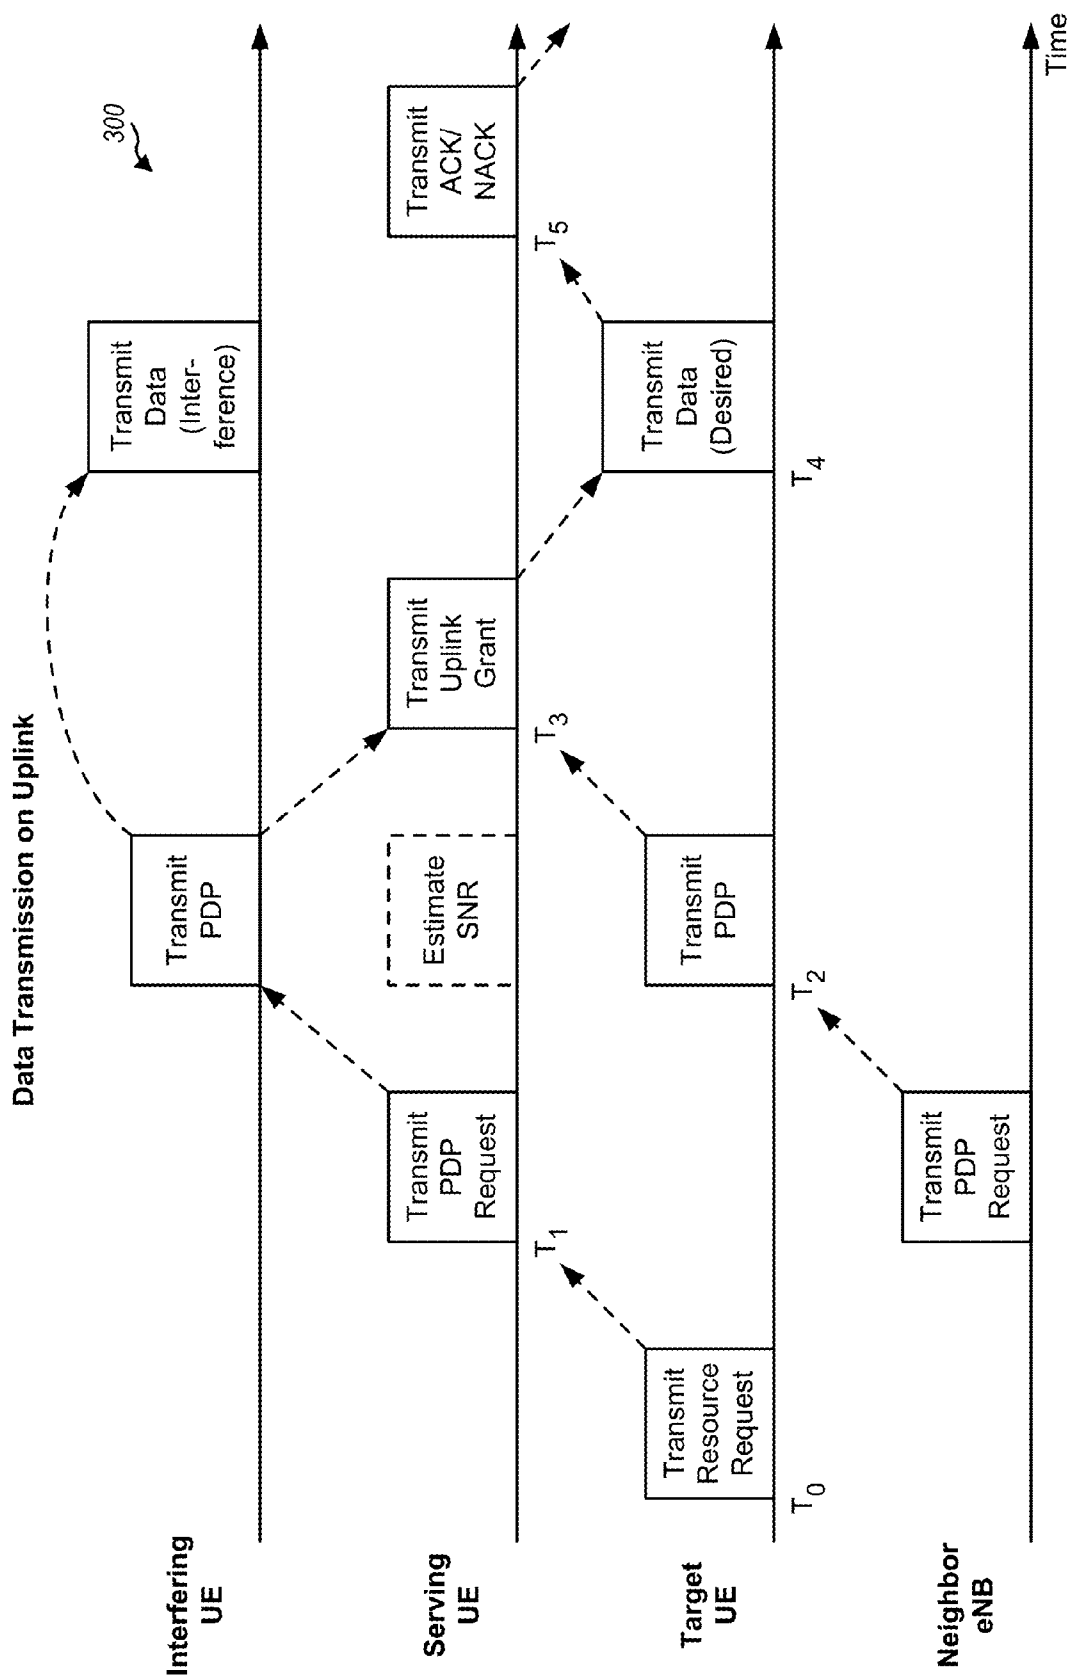 Data Transmission on Uplink
300
Interfering
UE
Transmit
PDP
Transmit
Data
(Inter-
ference)
Serving
UE
Transmit
PDP
Request
Estimate
SNR
Transmit
Uplink
Grant
Transmit
ACK/
NACK
T1
T3
T5
Target
UE
Transmit
Resource
Request
Transmit
PDP
Transmit
Data
(Desired)
T0
T2
T4
Neighbor
eNB
Transmit
PDP
Request
Time